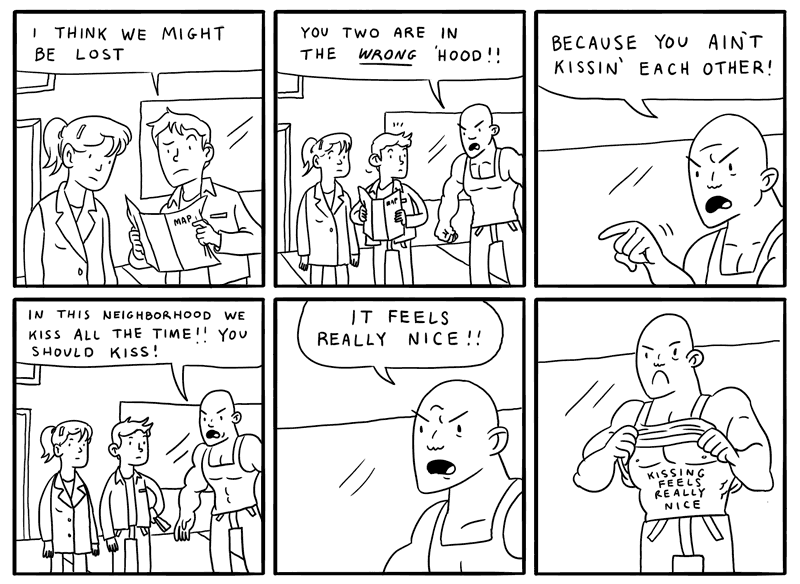 I THINK WE MIGHT
BE LOST
MAP
YOU TWO ARE IN
THE WRONG 'HOOD!!
MAP
BECAUSE YOU AIN'T
KISSIN' EACH OTHER!
IN THIS NEIGHBORHOOD WE
KISS ALL THE TIME!! YOU
SHOULD KISS!
IT FEELS
REALLY NICE!!
KISSING
FEELS
REALLY
NICE